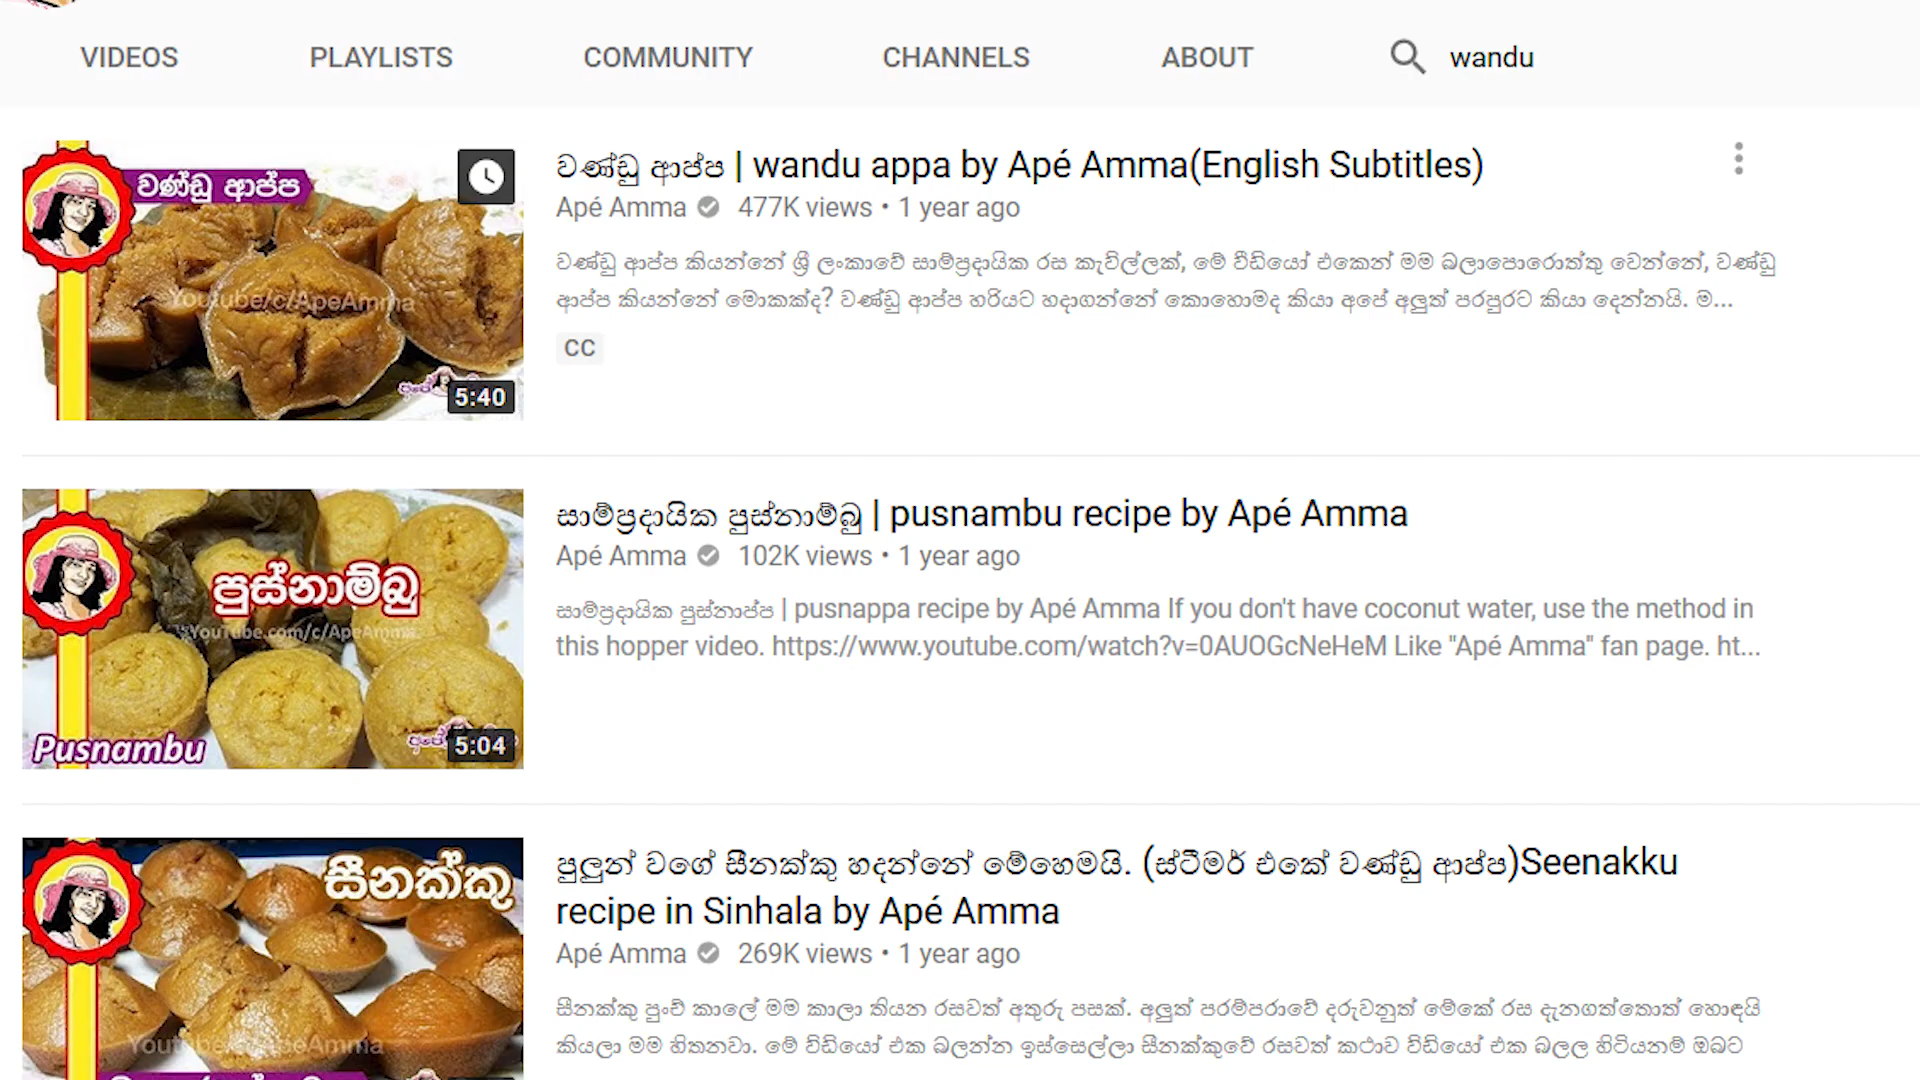 VIDEOS PLAYLISTS COMMUNITY CHANNELS ABOUT wandu
වණ්ඩු ආප්ප
Youtube/c/ApeAmma
5:40
වණ්ඩු ආප්ප | wandu appa by Apé Amma(English Subtitles)
Apé Amma 477K views • 1 year ago
වණ්ඩු ආප්ප කියන්නේ ශ්‍රී ලංකාවේ සාම්ප්‍රදායික රස කැවිල්ලක්, මේ වීඩියෝ එකෙන් මම බලාපොරොත්තු වෙන්නේ, වණ්ඩු
ආප්ප කියන්නේ මොකක්ද? වණ්ඩු ආප්ප හරියට හදාගන්නේ කොහොමද කියා අපේ අලුත් පරපුරට කියා දෙන්නයි. ම...
CC
පුස්නාම්බු
YouTube.com/c/ApeAmma
Pusnambu
5:04
සාම්ප්‍රදායික පුස්නාම්බු | pusnambu recipe by Apé Amma
Apé Amma 102K views • 1 year ago
සාම්ප්‍රදායික පුස්නාප්ප | pusnappa recipe by Apé Amma If you don't have coconut water, use the method in
this hopper video. https://www.youtube.com/watch?v=0AUOGcNeHeM Like "Apé Amma" fan page. ht...
සීනක්කු
පුලුන් වගේ සීනක්කු හදන්නේ මේහෙමයි. (ස්ටීමර් එකේ වණ්ඩු ආප්ප)Seenakku
recipe in Sinhala by Apé Amma
Apé Amma 269K views • 1 year ago
සීනක්කු පුංචි කාලේ මම කාලා තියන රසවත් අතුරු පසක්. අලුත් පරම්පරාවේ දරුවනුත් මේකේ රස දැනගත්තොත් හොඳයි
කියලා මම හිතනවා. මේ විඩියෝ එක බලන්න ඉස්සෙල්ලා සීනක්කුවේ රසවත් කථාව විඩියෝ එක බලල හිටියනම් ඔබට